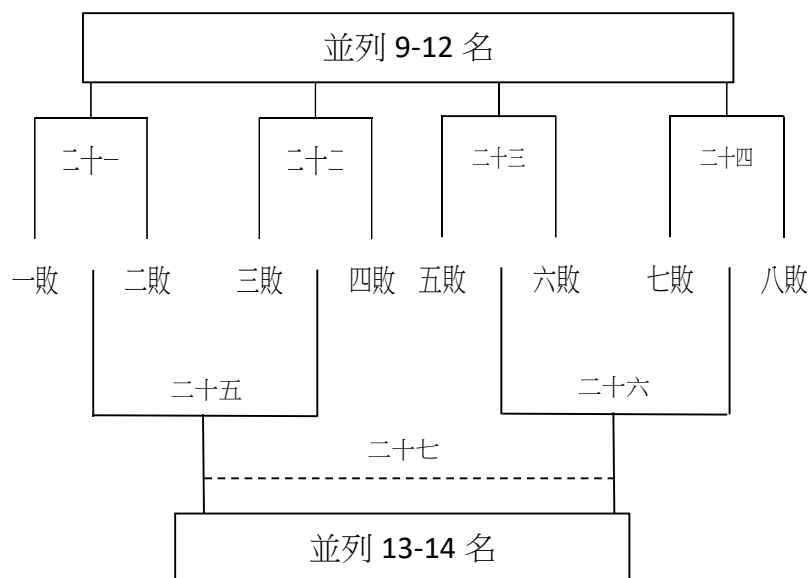 並列 9-12 名
二十一 二十二 二十三 二十四
一敗 二敗 三敗 四敗 五敗 六敗 七敗 八敗
二十五 二十六
二十七
並列 13-14 名